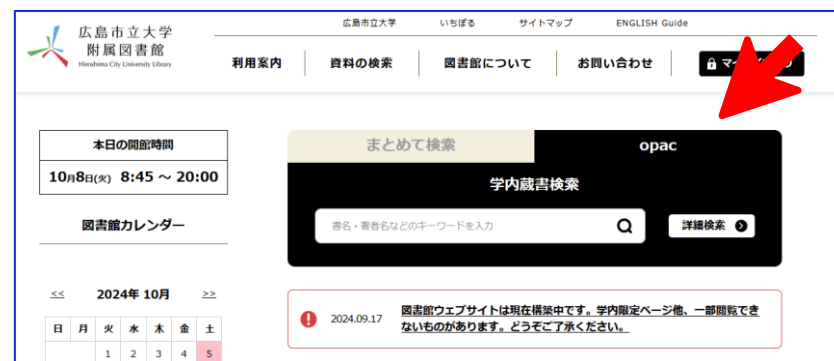 広島市立大学
附属図書館
Hiroshima City University Library
広島市立大学 いちぽる サイトマップ ENGLISH Guide
利用案内 資料の検索 図書館について お問い合わせ
本日の開館時間
10月8日(火) 8:45 ～ 20:00
図書館カレンダー
<< 2024年 10月 >>
日 月 火 水 木 金 土
1 2 3 4 5
まとめて検索 opac
学内蔵書検索
書名・著者名などのキーワードを入力 詳細検索
2024.09.17 図書館ウェブサイトは現在構築中です。学内限定ページ他、一部閲覧でき
ないものがあります。どうぞご了承ください。